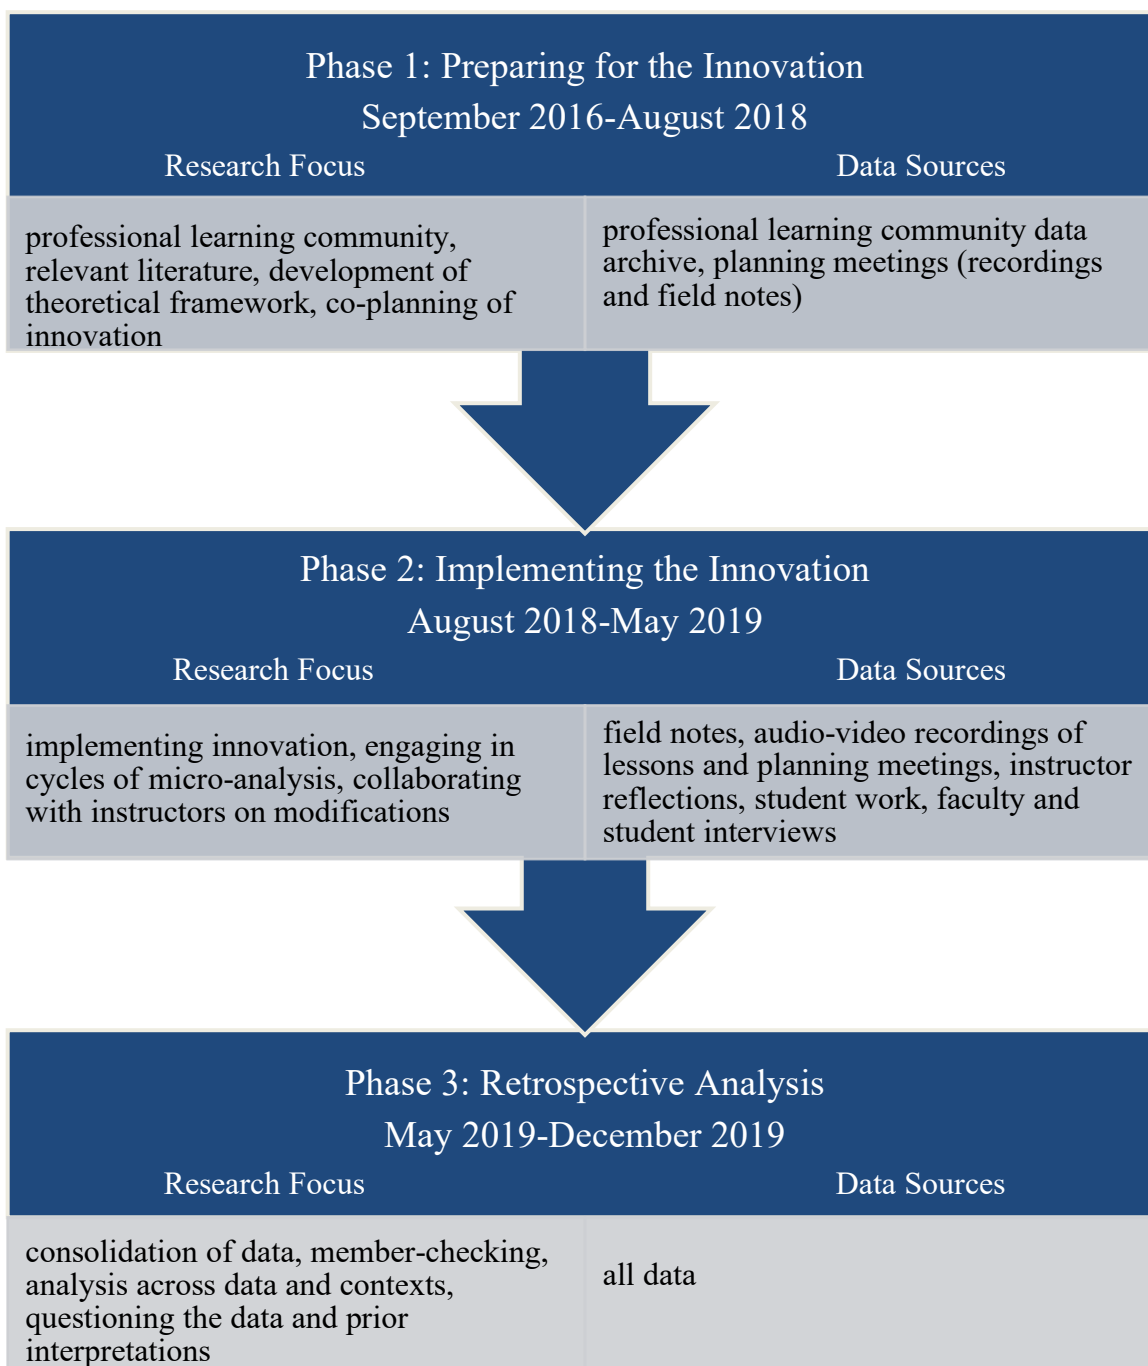 Phase 1: Preparing for the Innovation
September 2016-August 2018
Research Focus
Data Sources
professional learning community,
relevant literature, development of
theoretical framework, co-planning of
innovation
professional learning community data
archive, planning meetings (recordings
and field notes)
Phase 2: Implementing the Innovation
August 2018-May 2019
Research Focus
Data Sources
implementing innovation, engaging in
cycles of micro-analysis, collaborating
with instructors on modifications
field notes, audio-video recordings of
lessons and planning meetings, instructor
reflections, student work, faculty and
student interviews
Phase 3: Retrospective Analysis
May 2019-December 2019
Research Focus
Data Sources
consolidation of data, member-checking,
analysis across data and contexts,
questioning the data and prior
interpretations
all data